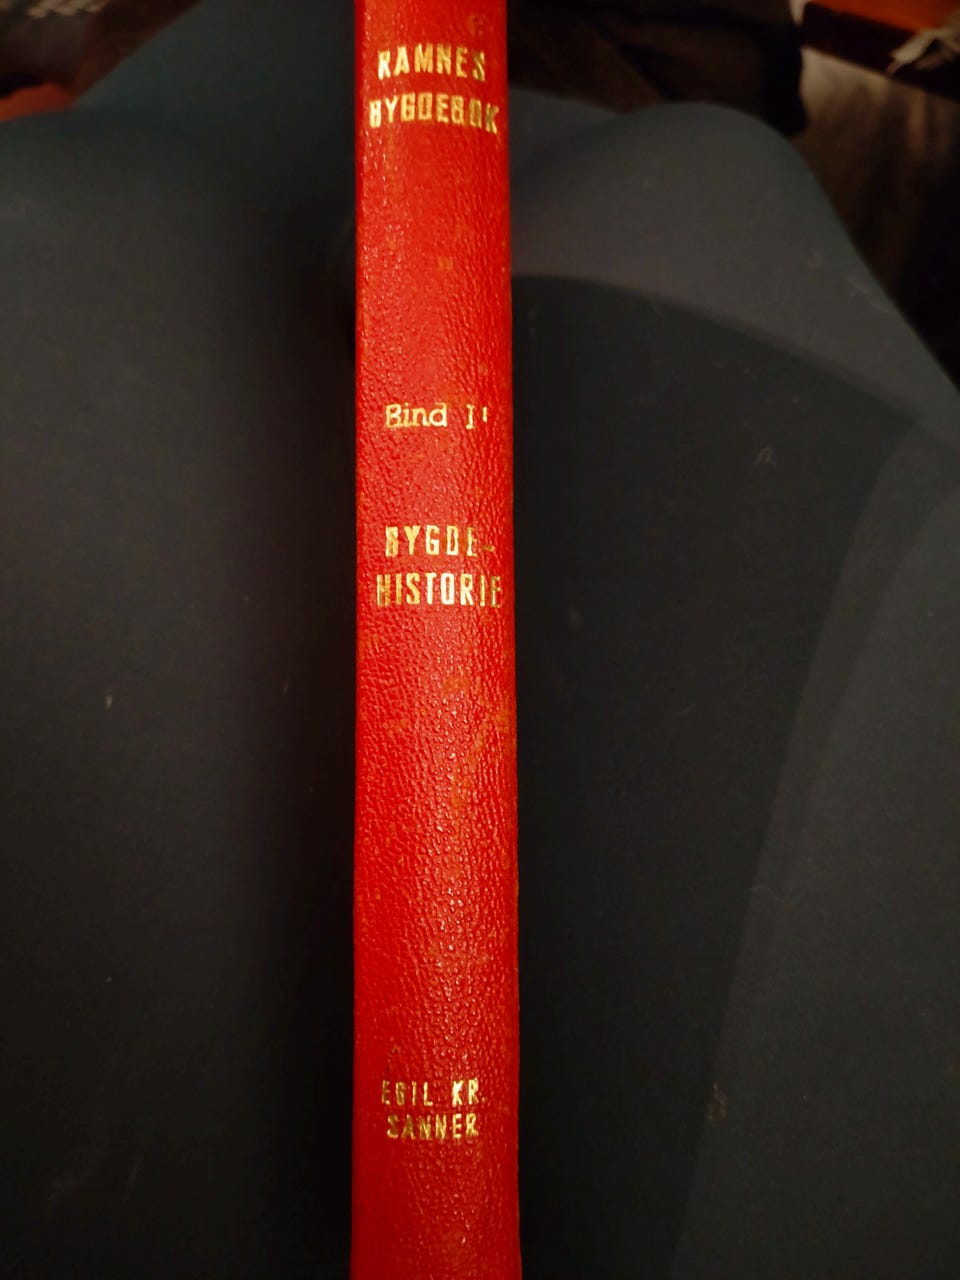 RAMNES
BYGDEBOK
Bind
BYGDE-
HISTORIE
EGIL KR.
SANNER